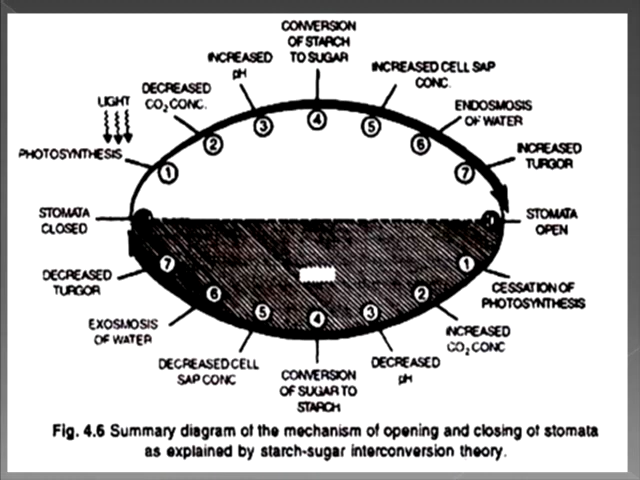 CONVERSION
OF STARCH
TO SUGAR
INCREASED
pH
INCREASED CELL SAP
CONC.
DECREASED
CO₂ CONC.
LIGHT
ENDOSMOSIS
OF WATER
PHOTOSYNTHESIS
INCREASED
TURGOR
1
2
3
4
5
6
7
STOMATA
CLOSED
STOMATA
OPEN
7
6
5
4
3
2
1
DECREASED
TURGOR
CESSATION OF
PHOTOSYNTHESIS
EXOSMOSIS
OF WATER
INCREASED
CO₂ CONC
DECREASED CELL
SAP CONC
CONVERSION
OF SUGAR TO
STARCH
DECREASED
pH
Fig. 4.6 Summary diagram of the mechanism of opening and closing of stomata
as explained by starch-sugar interconversion theory.